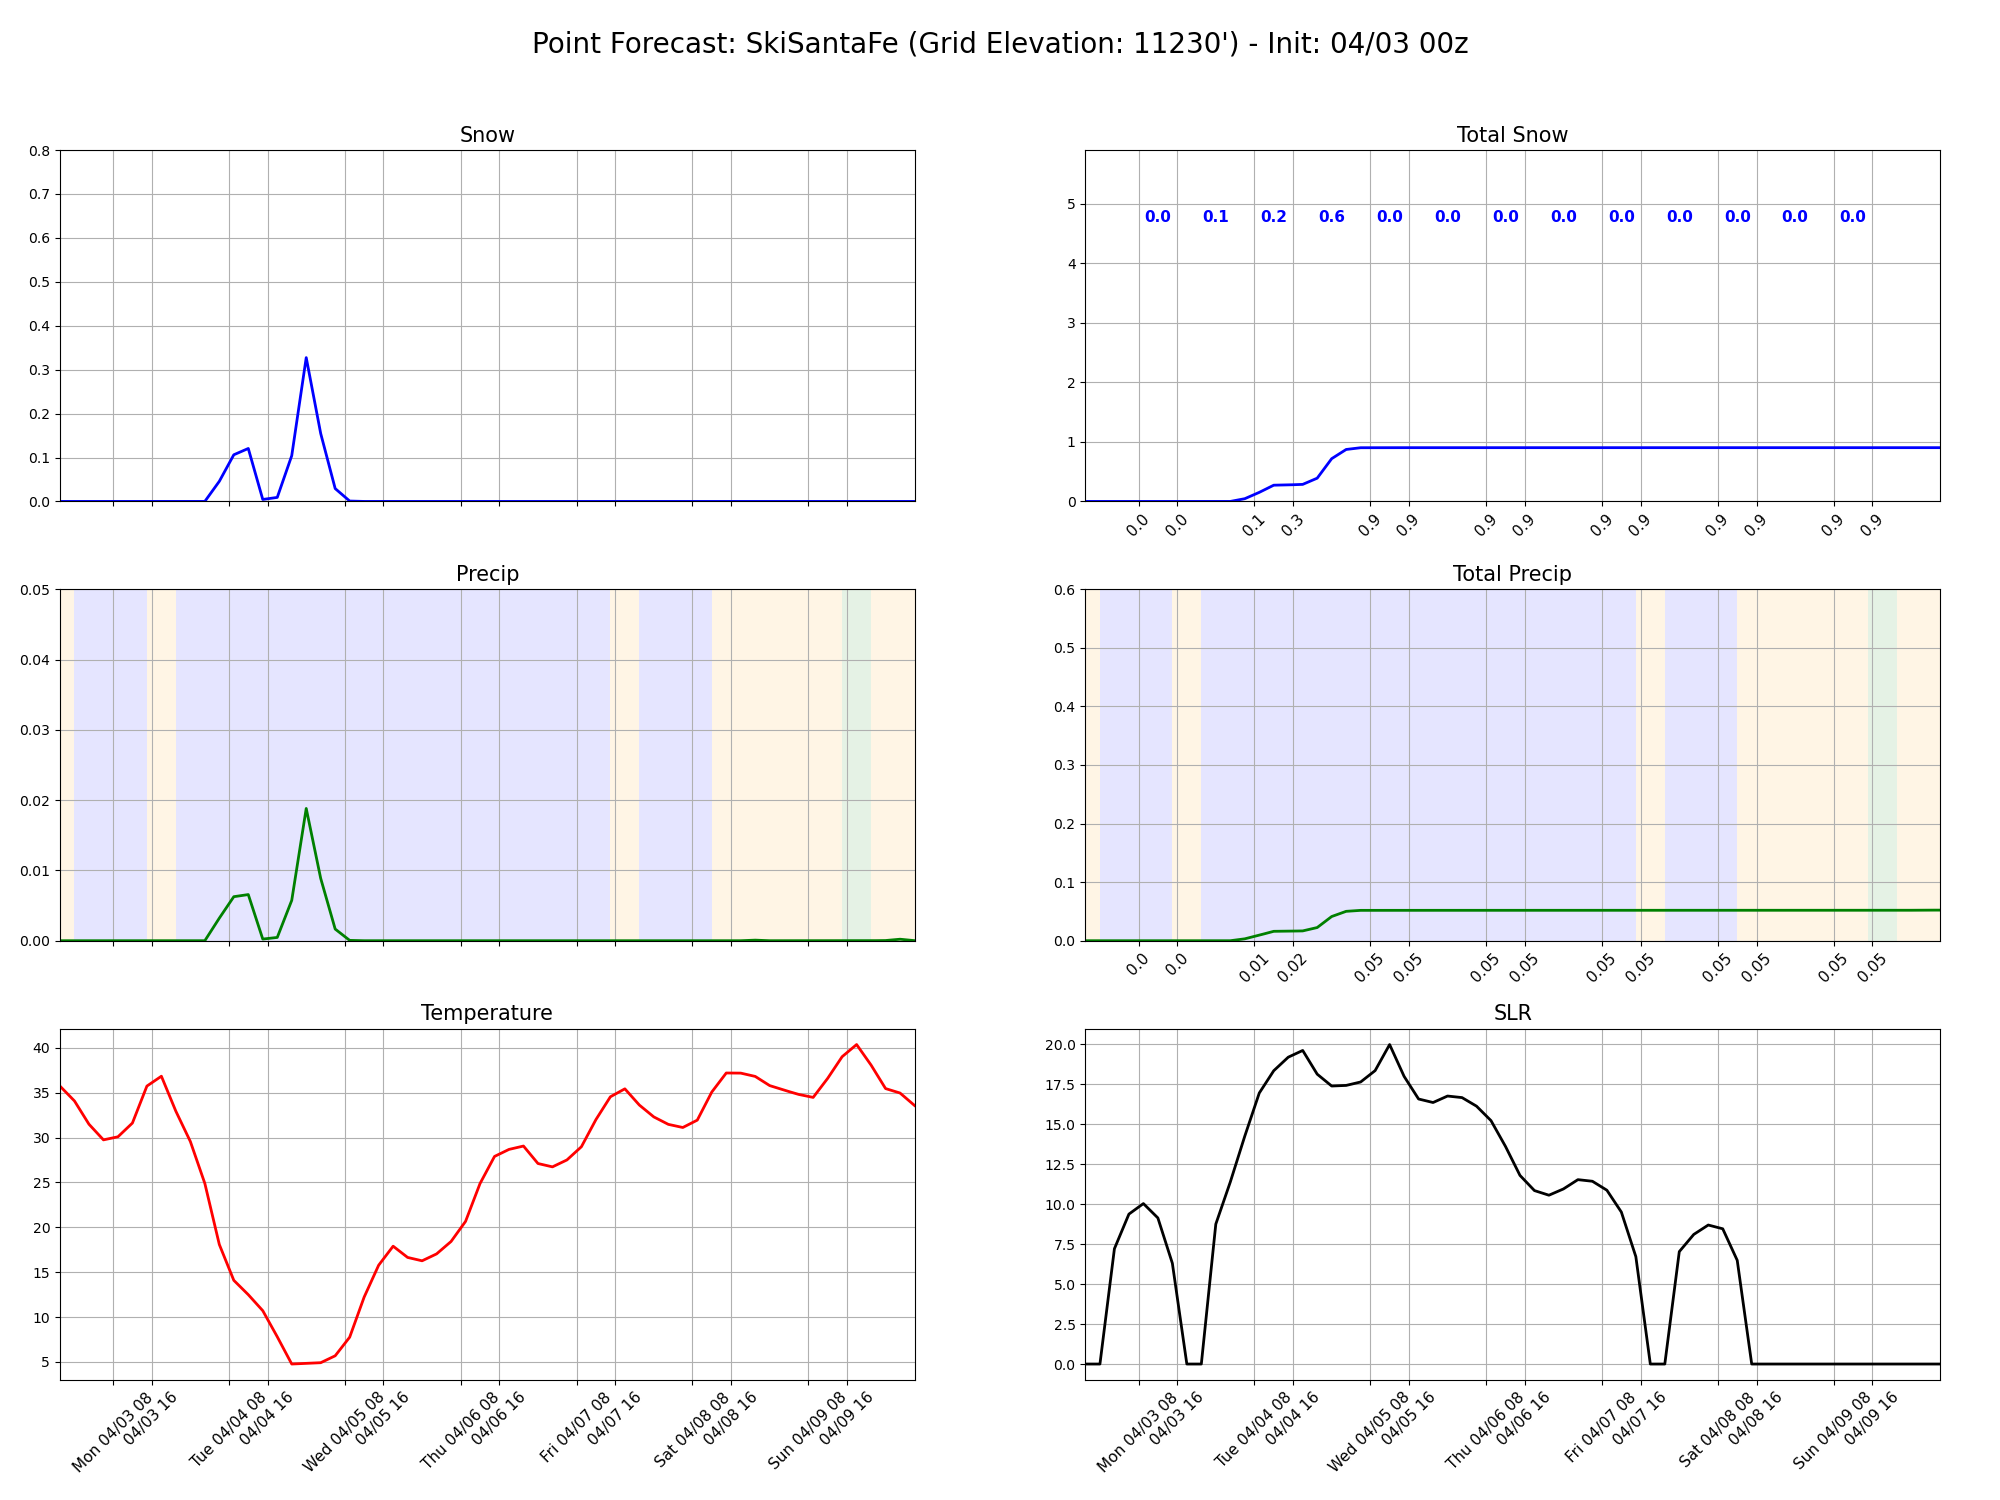 Point Forecast: SkiSantaFe (Grid Elevation: 11230') - Init: 04/03 00z
Snow
0.8
0.7
0.6
0.5
0.4
0.3
0.2
0.1
0.0
Total Snow
5
4
3
2
1
0
0.0 0.1 0.2 0.6 0.0 0.0 0.0 0.0 0.0 0.0 0.0 0.0 0.0
0.0 0.0 0.1 0.3 0.9 0.9 0.9 0.9 0.9 0.9 0.9 0.9 0.9 0.9
Precip
0.05
0.04
0.03
0.02
0.01
0.00
Total Precip
0.6
0.5
0.4
0.3
0.2
0.1
0.0
0.0 0.0 0.01 0.02 0.05 0.05 0.05 0.05 0.05 0.05 0.05 0.05 0.05 0.05
Temperature
40
35
30
25
20
15
10
5
Mon 04/03 08
04/03 16
Tue 04/04 08
04/04 16
Wed 04/05 08
04/05 16
Thu 04/06 08
04/06 16
Fri 04/07 08
04/07 16
Sat 04/08 08
04/08 16
Sun 04/09 08
04/09 16
SLR
20.0
17.5
15.0
12.5
10.0
7.5
5.0
2.5
0.0
Mon 04/03 08
04/03 16
Tue 04/04 08
04/04 16
Wed 04/05 08
04/05 16
Thu 04/06 08
04/06 16
Fri 04/07 08
04/07 16
Sat 04/08 08
04/08 16
Sun 04/09 08
04/09 16